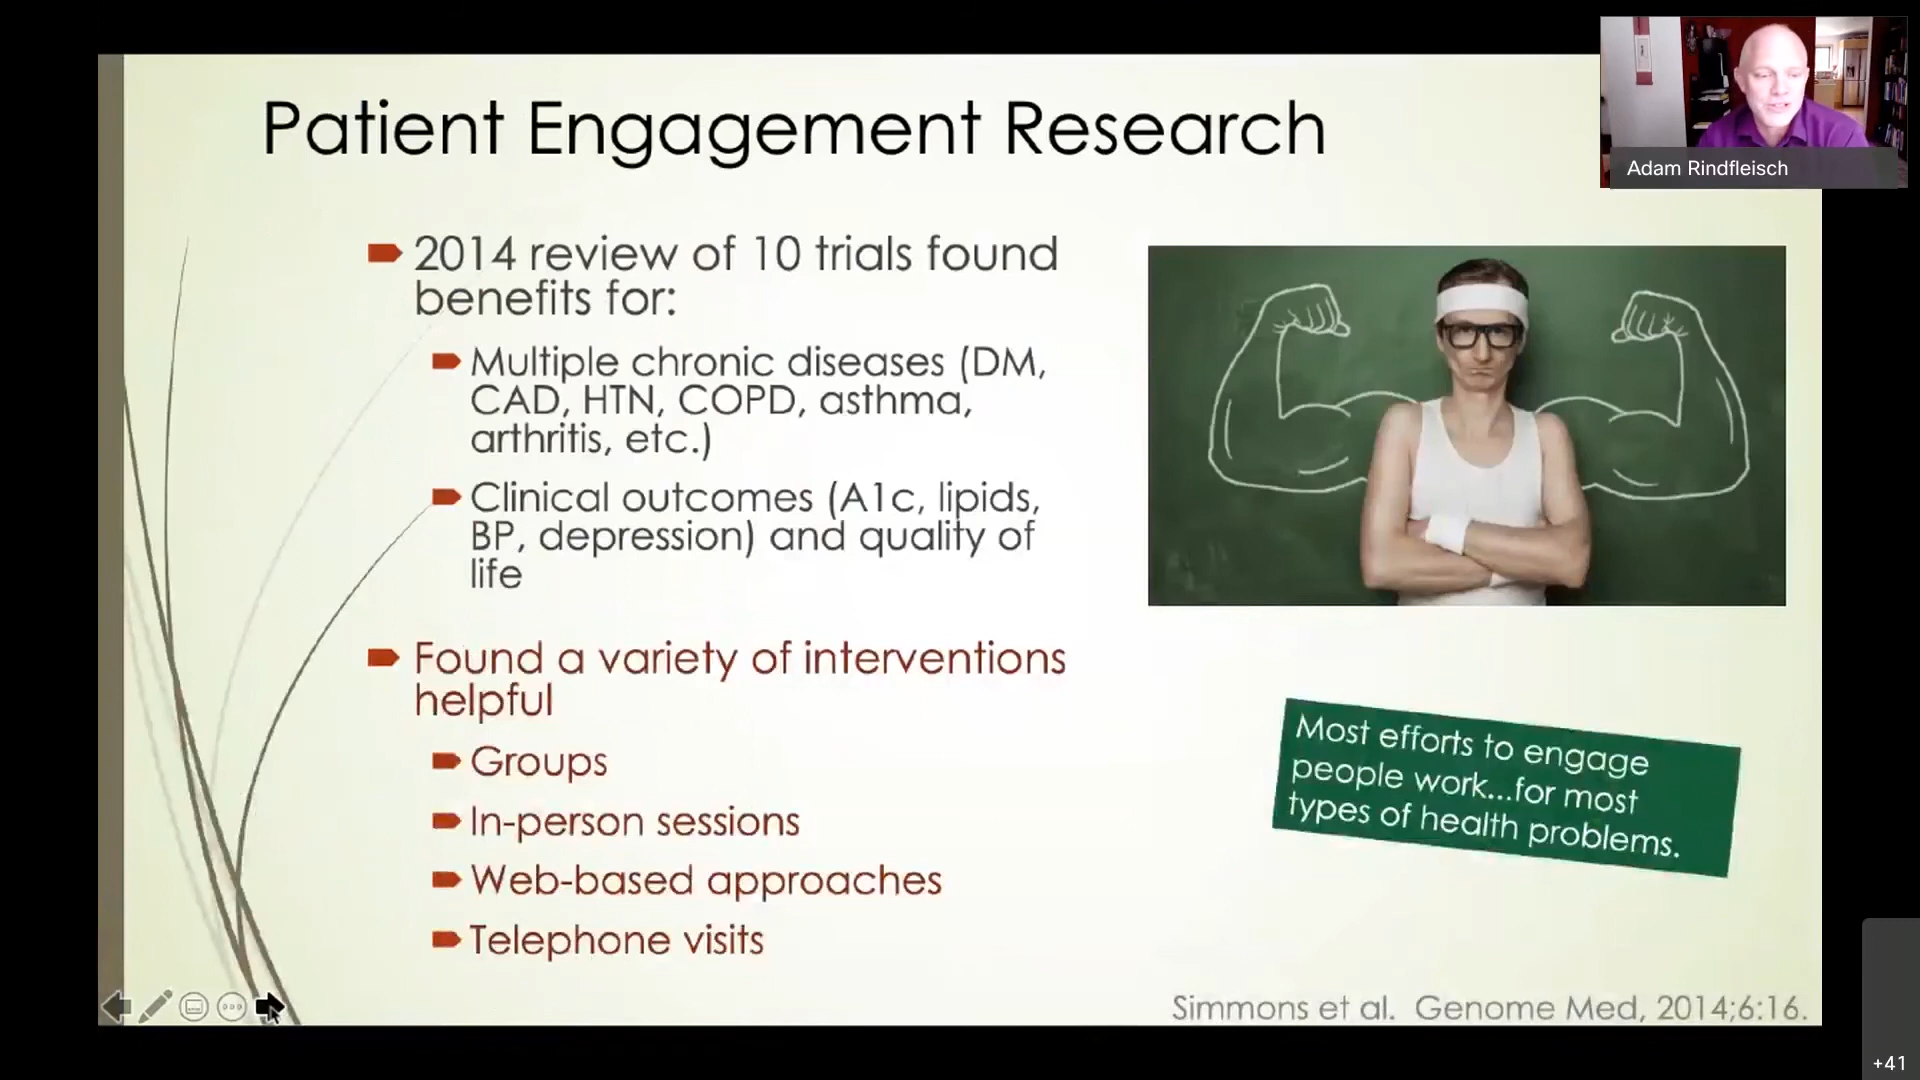 Patient Engagement Research
Adam Rindfleisch
2014 review of 10 trials found
benefits for:
Multiple chronic diseases (DM,
CAD, HTN, COPD, asthma,
arthritis, etc.)
Clinical outcomes (A1c, lipids,
BP, depression) and quality of
life
Found a variety of interventions
helpful
Groups
In-person sessions
Web-based approaches
Telephone visits
Most efforts to engage
people work...for most
types of health problems.
Simmons et al.  Genome Med, 2014;6:16.
+41